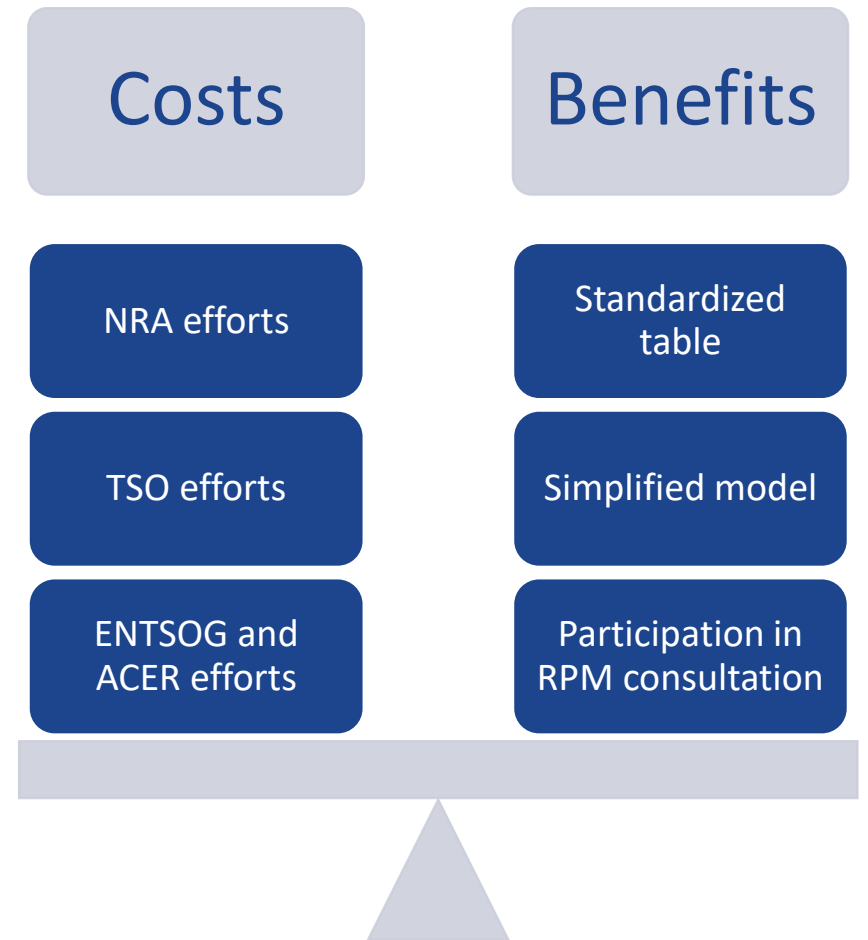 Costs
Benefits
NRA efforts
TSO efforts
ENTSOG and
ACER efforts
Standardized
table
Simplified model
Participation in
RPM consultation